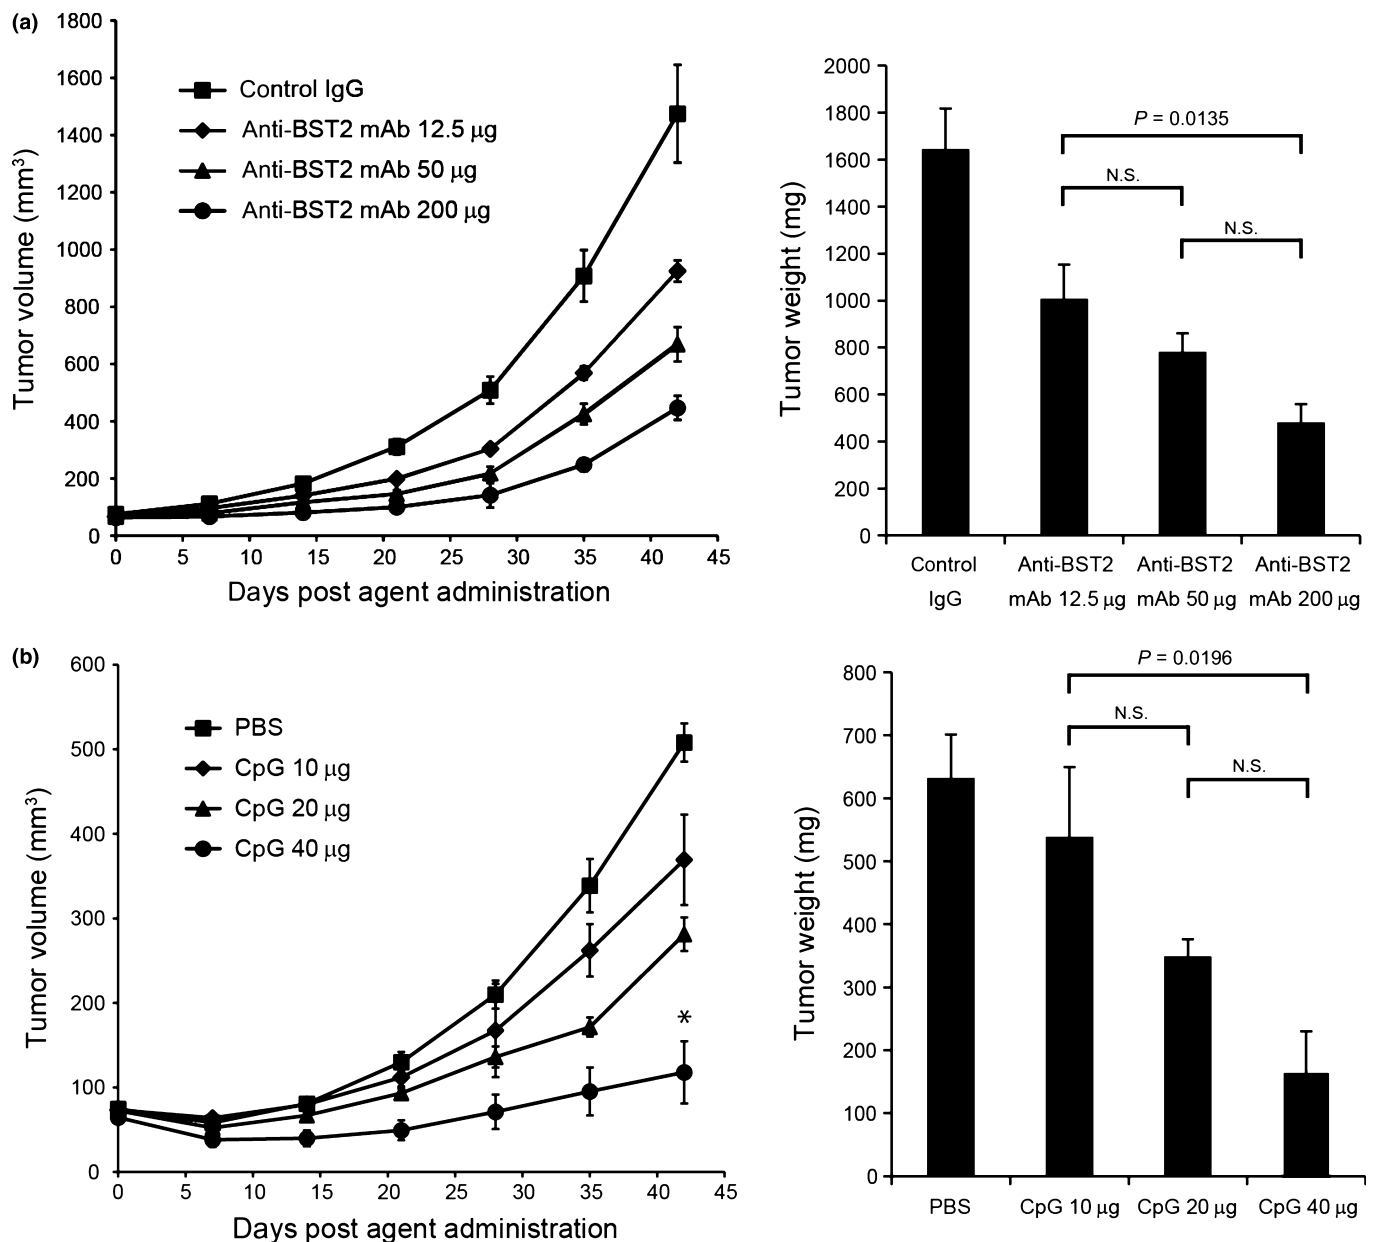 (a)
1800
1600
1400
1200
1000
800
600
400
200
0
Tumor volume (mm³)
Control IgG
Anti-BST2 mAb 12.5 µg
Anti-BST2 mAb 50 µg
Anti-BST2 mAb 200 µg
0 5 10 15 20 25 30 35 40 45
Days post agent administration
2000
1800
1600
1400
1200
1000
800
600
400
200
0
Tumor weight (mg)
P = 0.0135
N.S.
N.S.
Control Anti-BST2 Anti-BST2 Anti-BST2
IgG mAb 12.5 µg mAb 50 µg mAb 200 µg
(b)
600
500
400
300
200
100
0
Tumor volume (mm³)
PBS
CpG 10 µg
CpG 20 µg
CpG 40 µg
*
0 5 10 15 20 25 30 35 40 45
Days post agent administration
800
700
600
500
400
300
200
100
0
Tumor weight (mg)
P = 0.0196
N.S.
N.S.
PBS CpG 10 µg CpG 20 µg CpG 40 µg